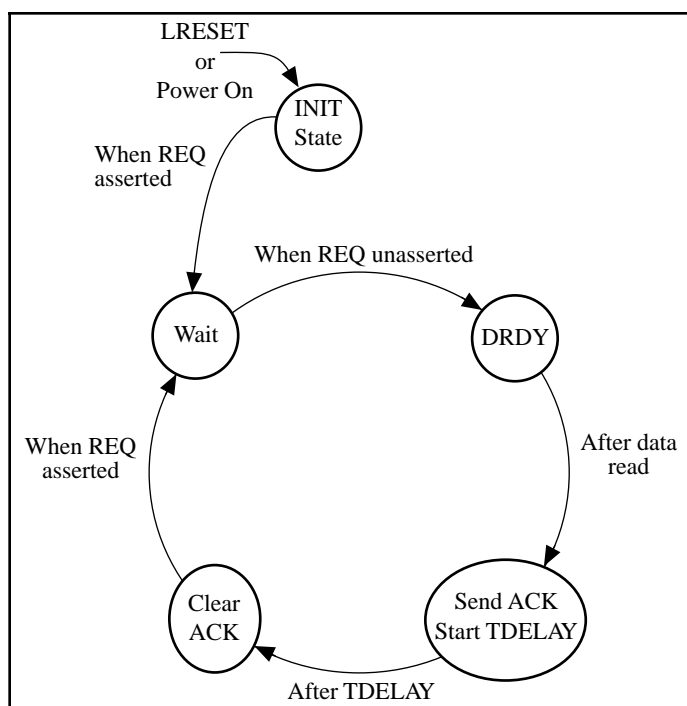 LRESET
or
Power On
INIT
State
When REQ
asserted
When REQ unasserted
Wait
DRDY
When REQ
asserted
After data
read
Clear
ACK
Send ACK
Start TDELAY
After TDELAY